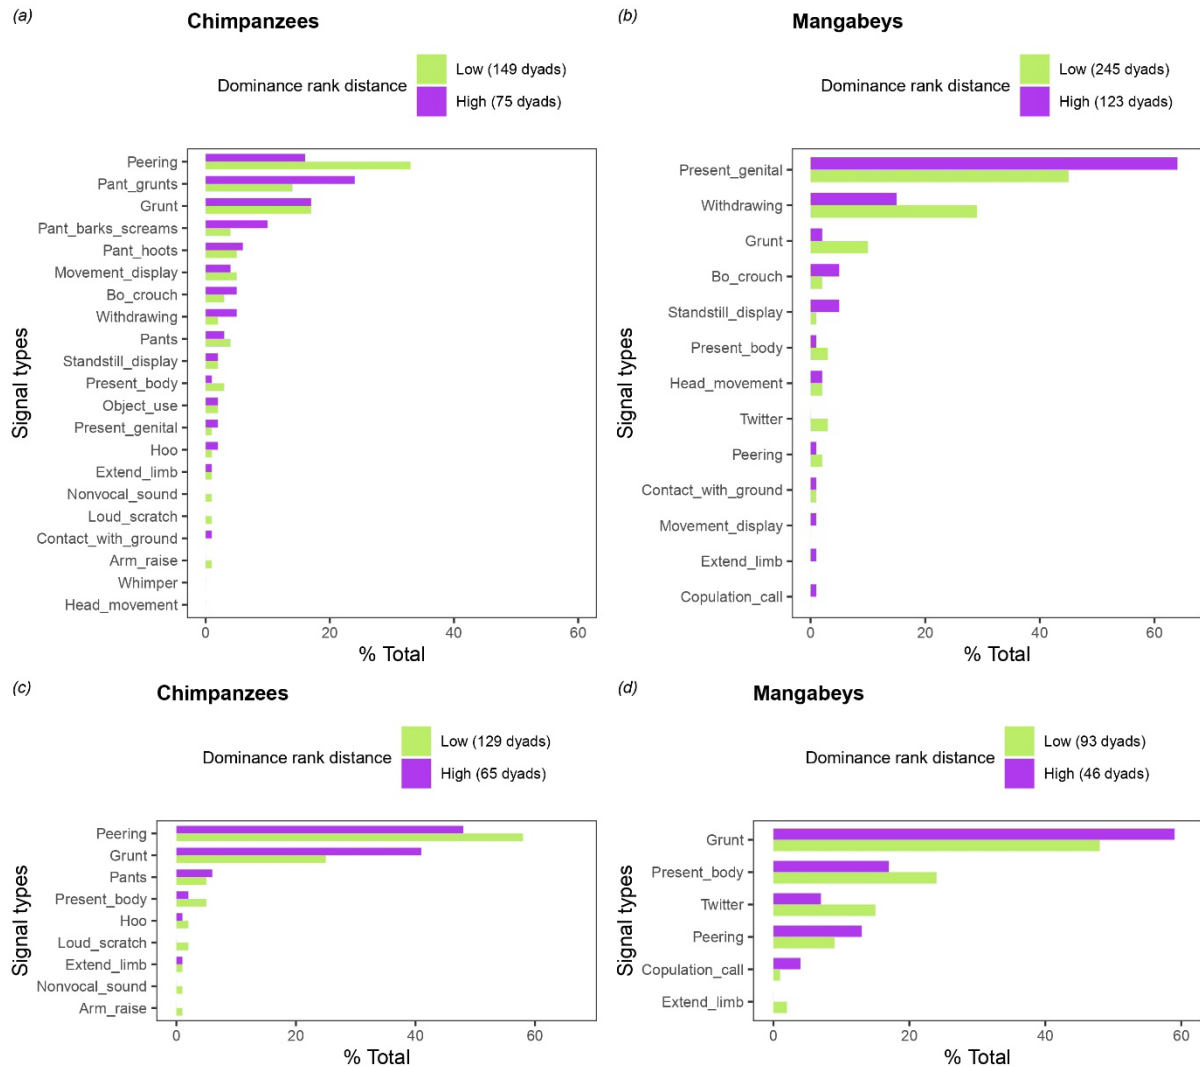 (a)
Chimpanzees
Dominance rank distance
Low (149 dyads)
High (75 dyads)
Signal types
Peering
Pant_grunts
Grunt
Pant_barks_screams
Pant_hoots
Movement_display
Bo_crouch
Withdrawing
Pants
Standstill_display
Present_body
Object_use
Present_genital
Hoo
Extend_limb
Nonvocal_sound
Loud_scratch
Contact_with_ground
Arm_raise
Whimper
Head_movement
0 20 40 60
% Total
(b)
Mangabeys
Dominance rank distance
Low (245 dyads)
High (123 dyads)
Signal types
Present_genital
Withdrawing
Grunt
Bo_crouch
Standstill_display
Present_body
Head_movement
Twitter
Peering
Contact_with_ground
Movement_display
Extend_limb
Copulation_call
0 20 40 60
% Total
(c)
Chimpanzees
Dominance rank distance
Low (129 dyads)
High (65 dyads)
Signal types
Peering
Grunt
Pants
Present_body
Hoo
Loud_scratch
Extend_limb
Nonvocal_sound
Arm_raise
0 20 40 60
% Total
(d)
Mangabeys
Dominance rank distance
Low (93 dyads)
High (46 dyads)
Signal types
Grunt
Present_body
Twitter
Peering
Copulation_call
Extend_limb
0 20 40 60
% Total